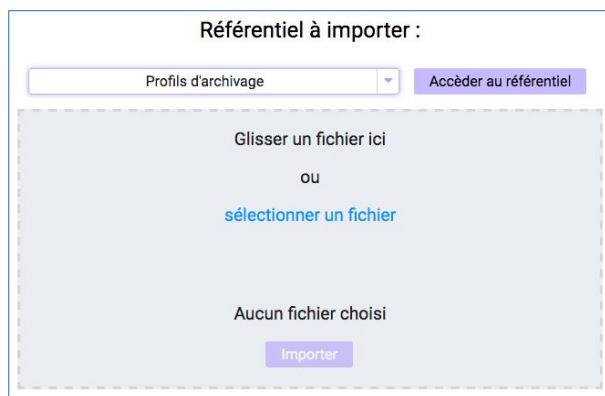 Référentiel à importer :
Profils d'archivage
Accèder au référentiel
Glisser un fichier ici
ou
sélectionner un fichier
Aucun fichier choisi
Importer